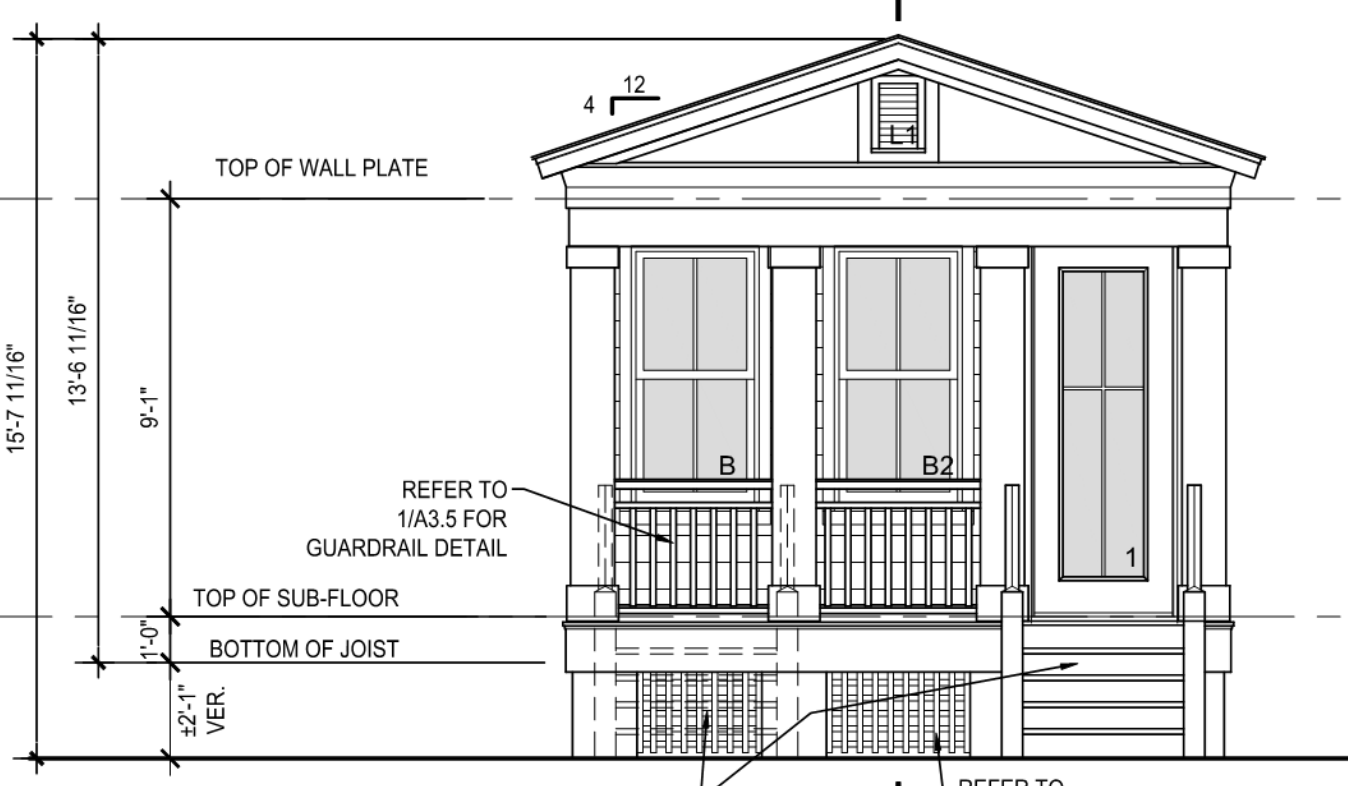 12
4
L1
TOP OF WALL PLATE
15'-7 11/16"
13'-6 11/16"
9'-1"
B
B2
REFER TO
1/A3.5 FOR
GUARDRAIL DETAIL
1
TOP OF SUB-FLOOR
1'-0"
BOTTOM OF JOIST
±2'-1"
VER.
REFER TO